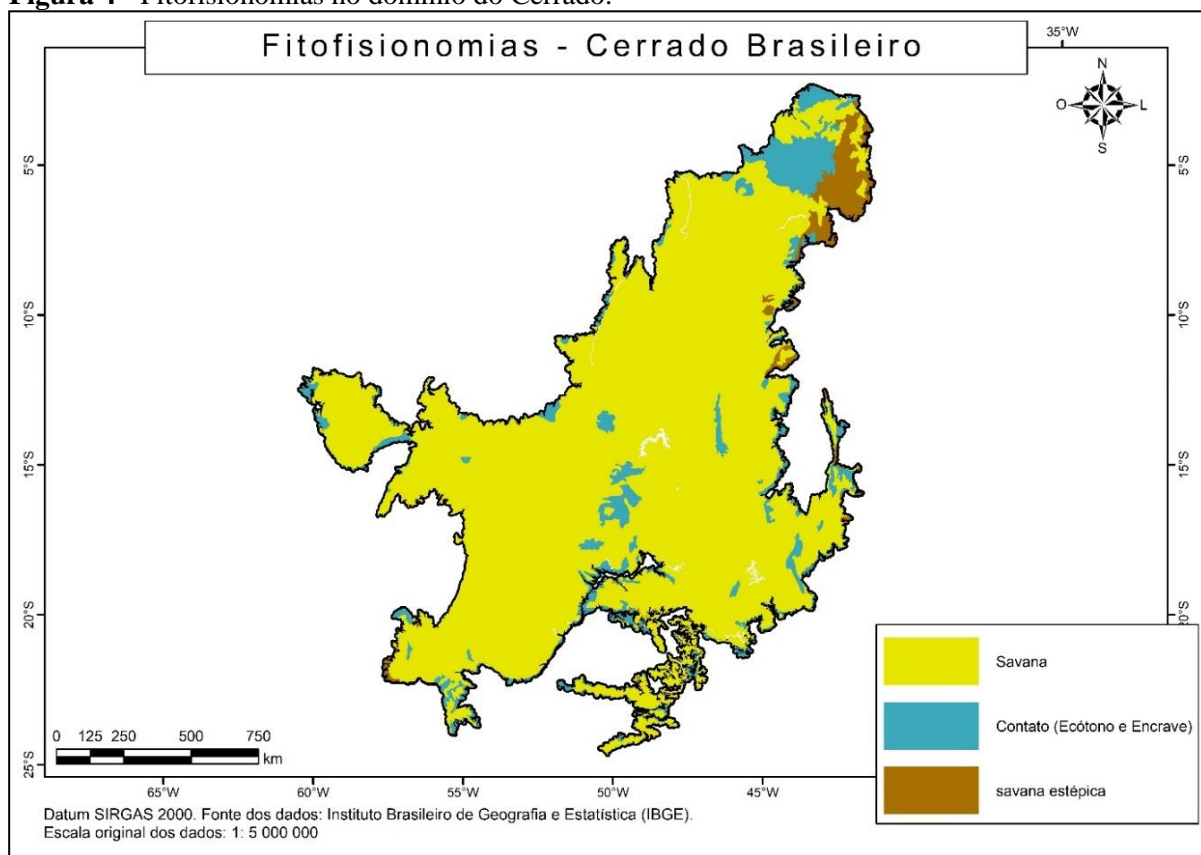 Figura 4 - Fitofisionomias no domínio do Cerrado.
Fitofisionomias - Cerrado Brasileiro
35°W
N
O
L
S
5°S
5°S
10°S
10°S
15°S
15°S
20°S
20°S
25°S
Savana
Contato (Ecótono e Encrave)
savana estépica
0 125 250 500 750
km
65°W 60°W 55°W 50°W 45°W
Datum SIRGAS 2000. Fonte dos dados: Instituto Brasileiro de Geografia e Estatística (IBGE).
Escala original dos dados: 1: 5 000 000